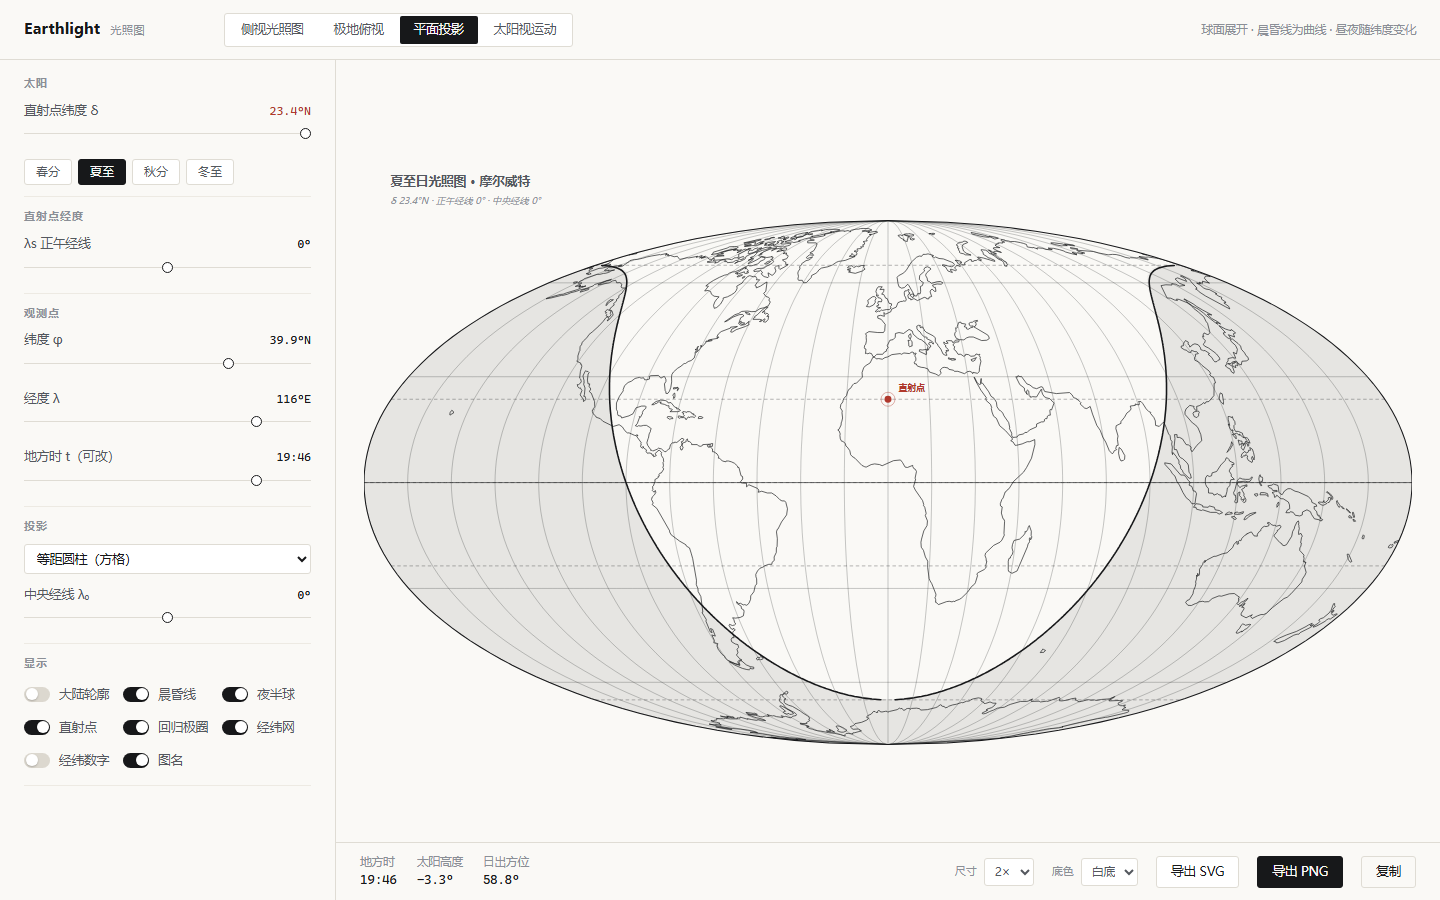 Earthlight 光照图
侧视光照图 极地俯视 平面投影 太阳视运动
球面展开 · 晨昏线为曲线 · 昼夜随纬度变化
太阳
直射点纬度 δ 23.4°N
春分 夏至 秋分 冬至
直射点经度
λs 正午经线 0°
观测点
纬度 φ 39.9°N
经度 λ 116°E
地方时 t（可改） 19:46
投影
等距圆柱（方格）
中央经线 λ₀ 0°
显示
大陆轮廓 晨昏线 夜半球
直射点 回归极圈 经纬网
经纬数字 图名
夏至日光照图 • 摩尔威特
δ 23.4°N · 正午经线 0° · 中央经线 0°
直射点
地方时 太阳高度 日出方位
19:46 −3.3° 58.8°
尺寸 2× 底色 白底 导出 SVG 导出 PNG 复制